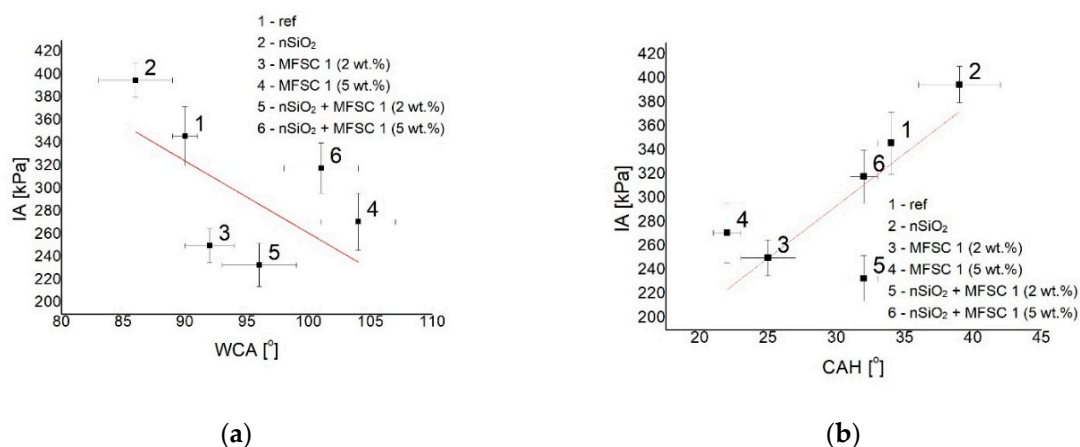 1 - ref
2 - nSiO₂
3 - MFSC 1 (2 wt.%)
4 - MFSC 1 (5 wt.%)
5 - nSiO₂ + MFSC 1 (2 wt.%)
6 - nSiO₂ + MFSC 1 (5 wt.%)
420
400
380
360
340
320
300
280
260
240
220
200
IA [kPa]
2
1
6
4
3
5
80 85 90 95 100 105 110
WCA [°]
(a)
420
400
380
360
340
320
300
280
260
240
220
200
IA [kPa]
2
1
6
4
3
5
1 - ref
2 - nSiO₂
3 - MFSC 1 (2 wt.%)
4 - MFSC 1 (5 wt.%)
5 - nSiO₂ + MFSC 1 (2 wt.%)
6 - nSiO₂ + MFSC 1 (5 wt.%)
20 25 30 35 40 45
CAH [°]
(b)